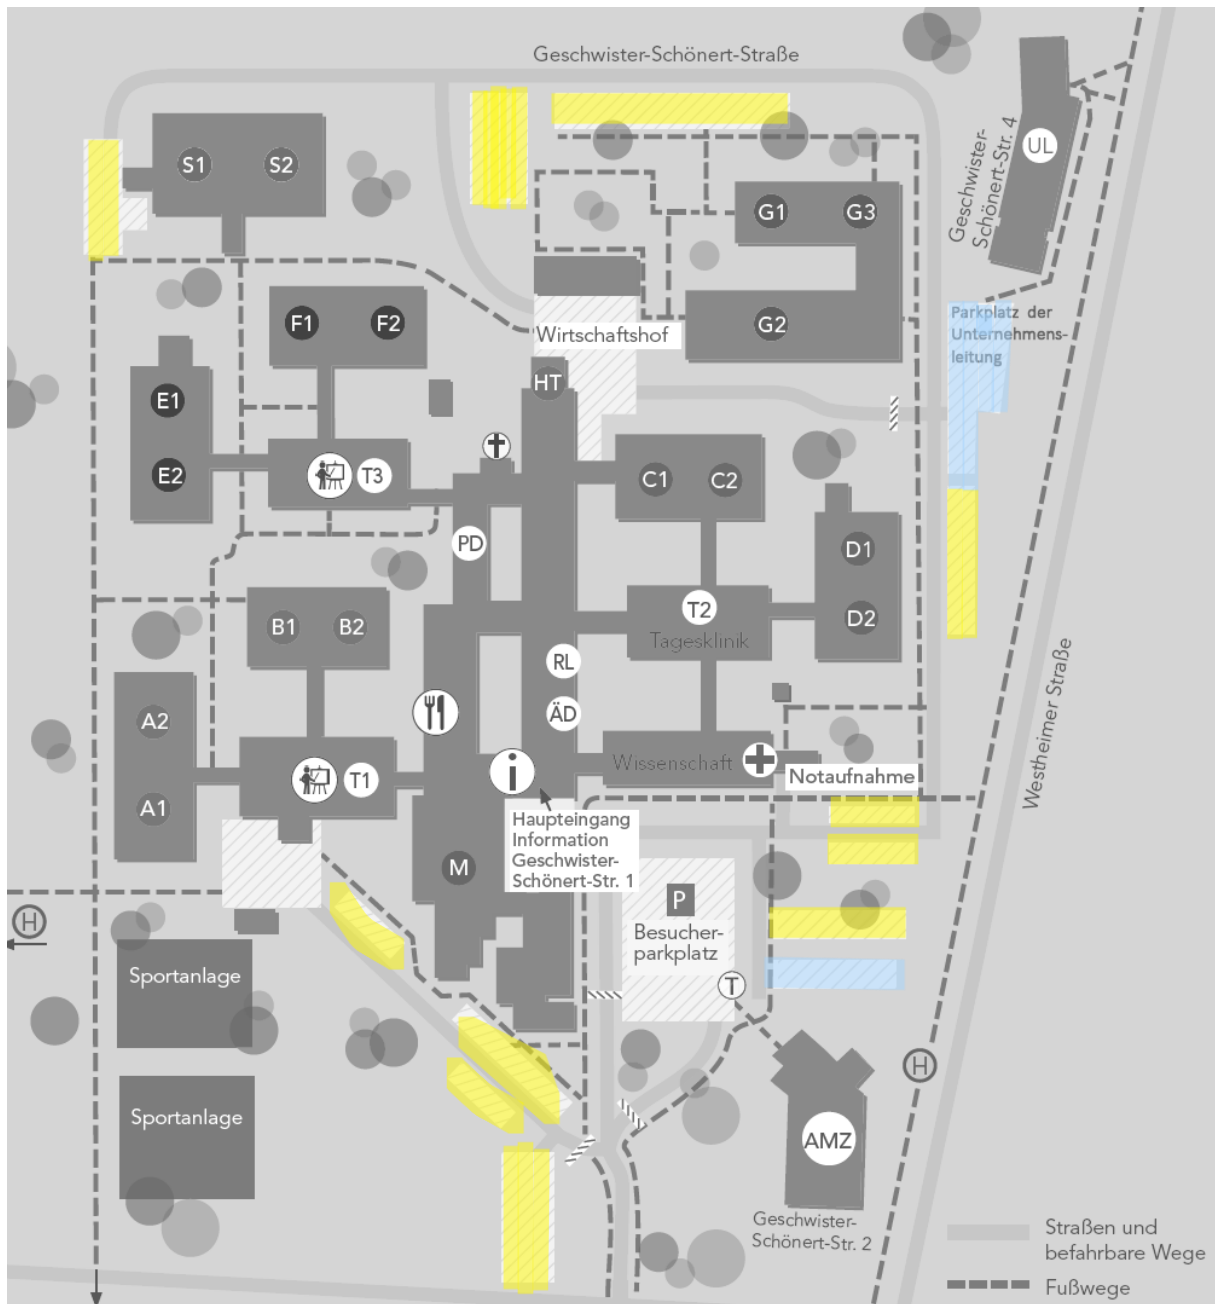 Geschwister-Schönert-Straße
S1
S2
UL
Geschwister-
Schönert-Str. 4
G1
G3
G2
F1
F2
Wirtschaftshof
Parkplatz der
Unternehmens-
leitung
HT
E1
E2
T3
C1
C2
PD
D1
D2
T2
Tagesklinik
B1
B2
RL
ÄD
A2
A1
T1
i
Wissenschaft
Notaufnahme
Westheimer Straße
Haupteingang
Information
Geschwister-
Schönert-Str. 1
M
P
Besucher-
parkplatz
H
Sportanlage
T
H
Sportanlage
AMZ
Geschwister-
Schönert-Str. 2
Straßen und
befahrbare Wege
Fußwege